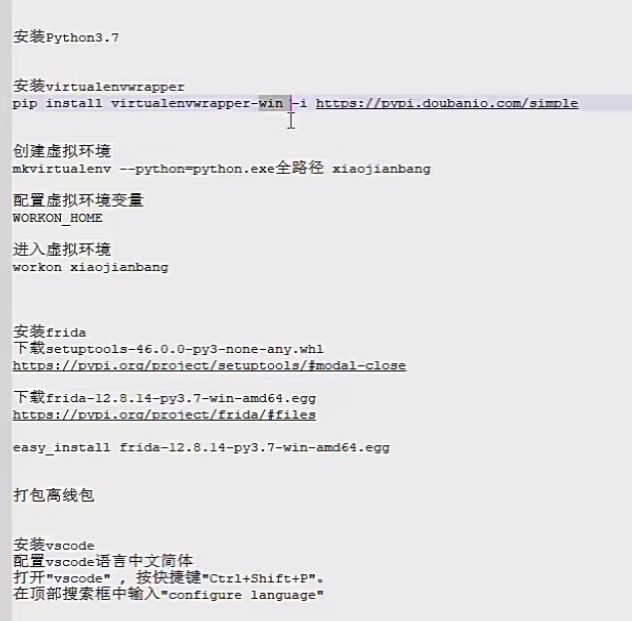 安装Python3.7
安装virtualenvwrapper
pip install virtualenvwrapper-win -i https://pypi.doubanio.com/simple
创建虚拟环境
mkvirtualenv --python=python.exe全路径 xiaojianbang
配置虚拟环境变量
WORKON_HOME
进入虚拟环境
workon xiaojianbang
安装frida
下载setuptools-46.0.0-py3-none-any.whl
https://pypi.org/project/setuptools/#modal-close
下载frida-12.8.14-py3.7-win-amd64.egg
https://pypi.org/project/frida/#files
easy_install frida-12.8.14-py3.7-win-amd64.egg
打包离线包
安装vscode
配置vscode语言中文简体
打开"vscode" , 按快捷键"Ctrl+Shift+P"。
在顶部搜索框中输入"configure language"